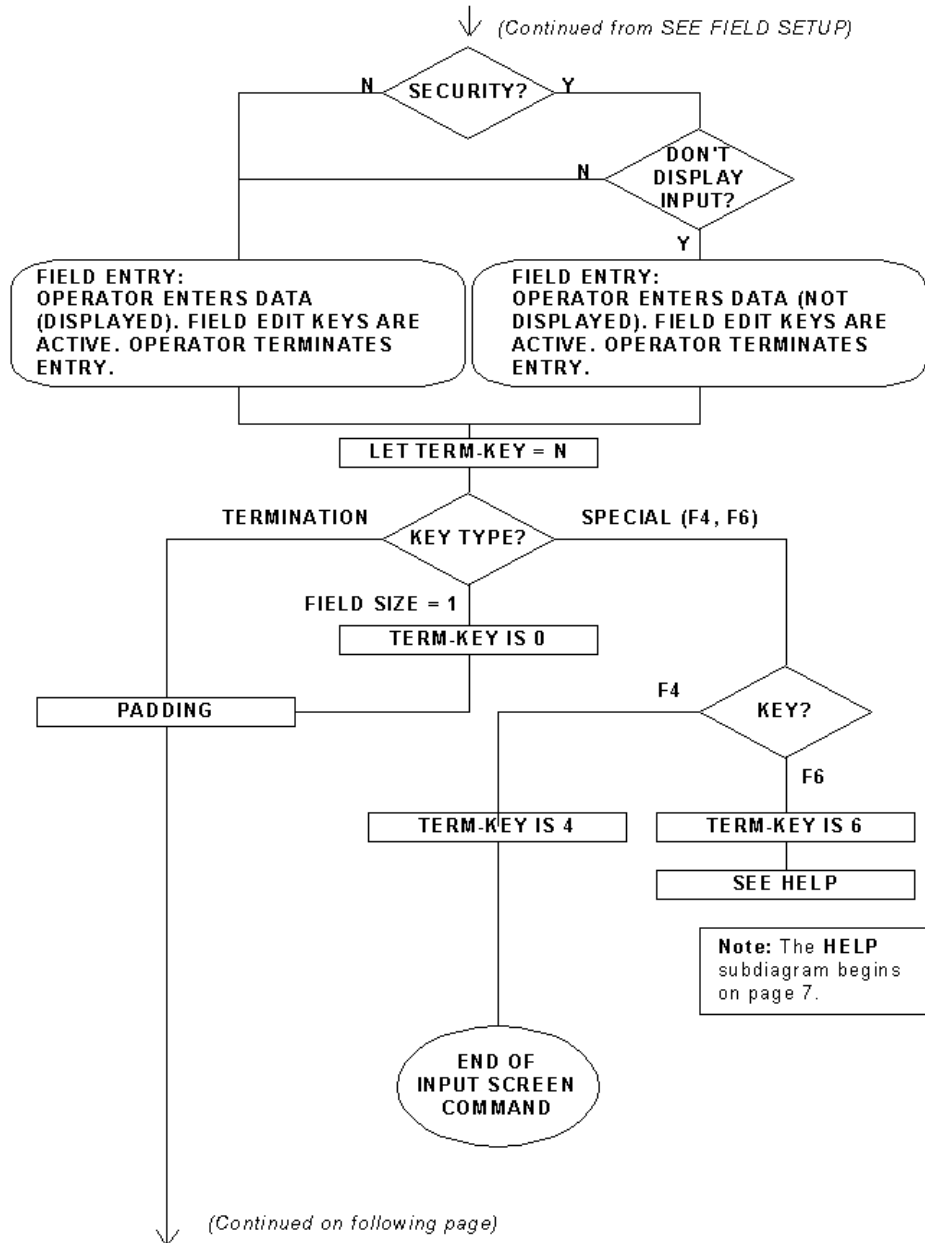 (Continued from SEE FIELD SETUP)
N
SECURITY?
Y
DON'T
DISPLAY
INPUT?
N
Y
FIELD ENTRY:
OPERATOR ENTERS DATA
(DISPLAYED). FIELD EDIT KEYS ARE
ACTIVE. OPERATOR TERMINATES
ENTRY.
FIELD ENTRY:
OPERATOR ENTERS DATA (NOT
DISPLAYED). FIELD EDIT KEYS ARE
ACTIVE. OPERATOR TERMINATES
ENTRY.
LET TERM-KEY = N
TERMINATION
KEY TYPE?
SPECIAL (F4, F6)
FIELD SIZE = 1
TERM-KEY IS 0
PADDING
F4
KEY?
F6
TERM-KEY IS 4
TERM-KEY IS 6
SEE HELP
Note: The HELP
subdiagram begins
on page 7.
END OF
INPUT SCREEN
COMMAND
(Continued on following page)